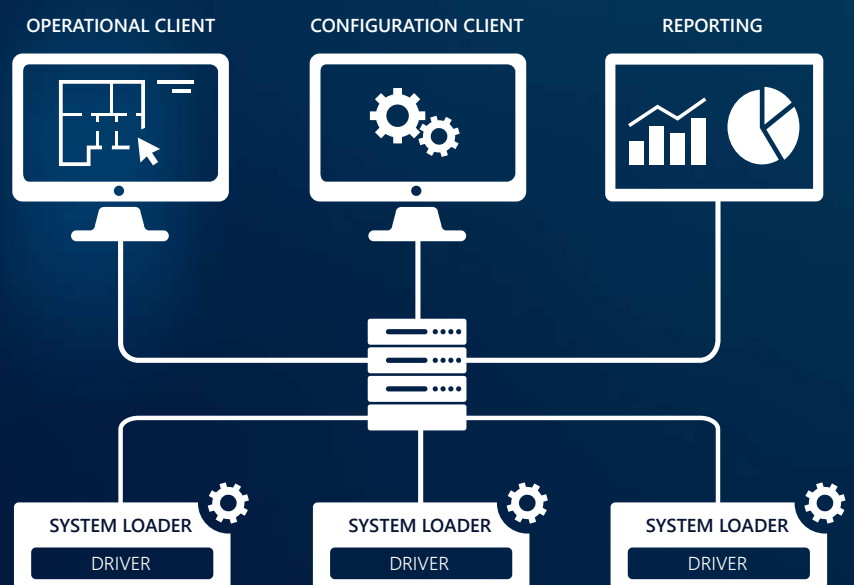 OPERATIONAL CLIENT
CONFIGURATION CLIENT
REPORTING
SYSTEM LOADER
DRIVER
SYSTEM LOADER
DRIVER
SYSTEM LOADER
DRIVER